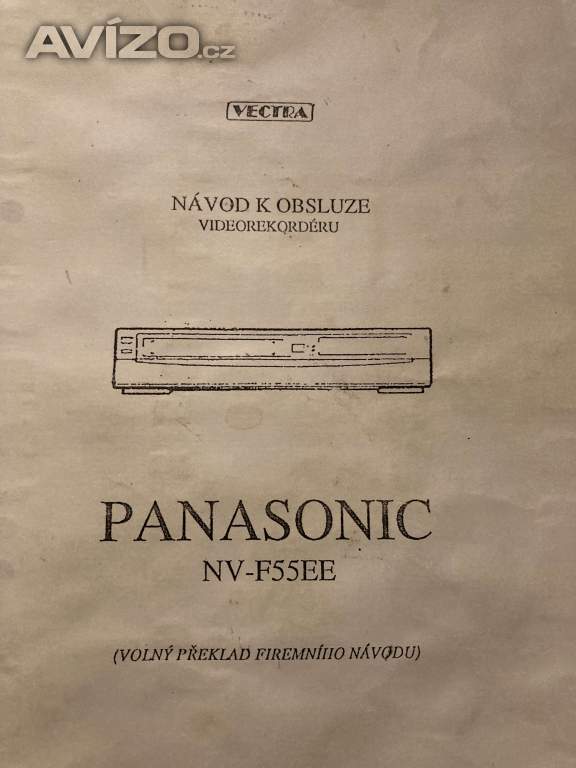 AVÍZO.cz
VECTRA
NÁVOD K OBSLUZE
VIDEOREKORDÉRU
PANASONIC
NV-F55EE
(VOLNÝ PŘEKLAD FIREMNÍHO NÁVODU)